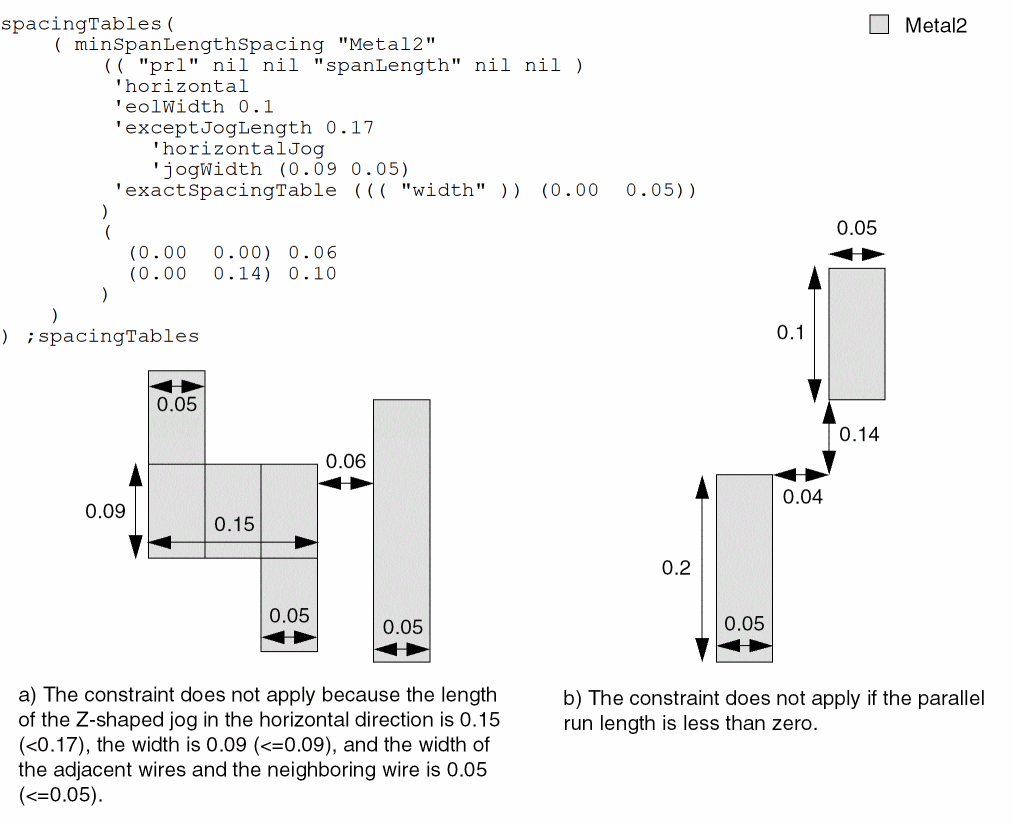 spacingTables(
( minSpanLengthSpacing "Metal2"
(( "prl" nil nil "spanLength" nil nil )
'horizontal
'eolWidth 0.1
'exceptJogLength 0.17
'horizontalJog
'jogWidth (0.09 0.05)
'exactSpacingTable ((( "width" )) (0.00 0.05))
)
(
(0.00 0.00) 0.06
(0.00 0.14) 0.10
)
)
) ;spacingTables
Metal2
0.05
0.09
0.15
0.05
0.06
0.05
a) The constraint does not apply because the length
of the Z-shaped jog in the horizontal direction is 0.15
(<0.17), the width is 0.09 (<=0.09), and the width of
the adjacent wires and the neighboring wire is 0.05
(<=0.05).
0.05
0.1
0.14
0.04
0.2
0.05
b) The constraint does not apply if the parallel
run length is less than zero.